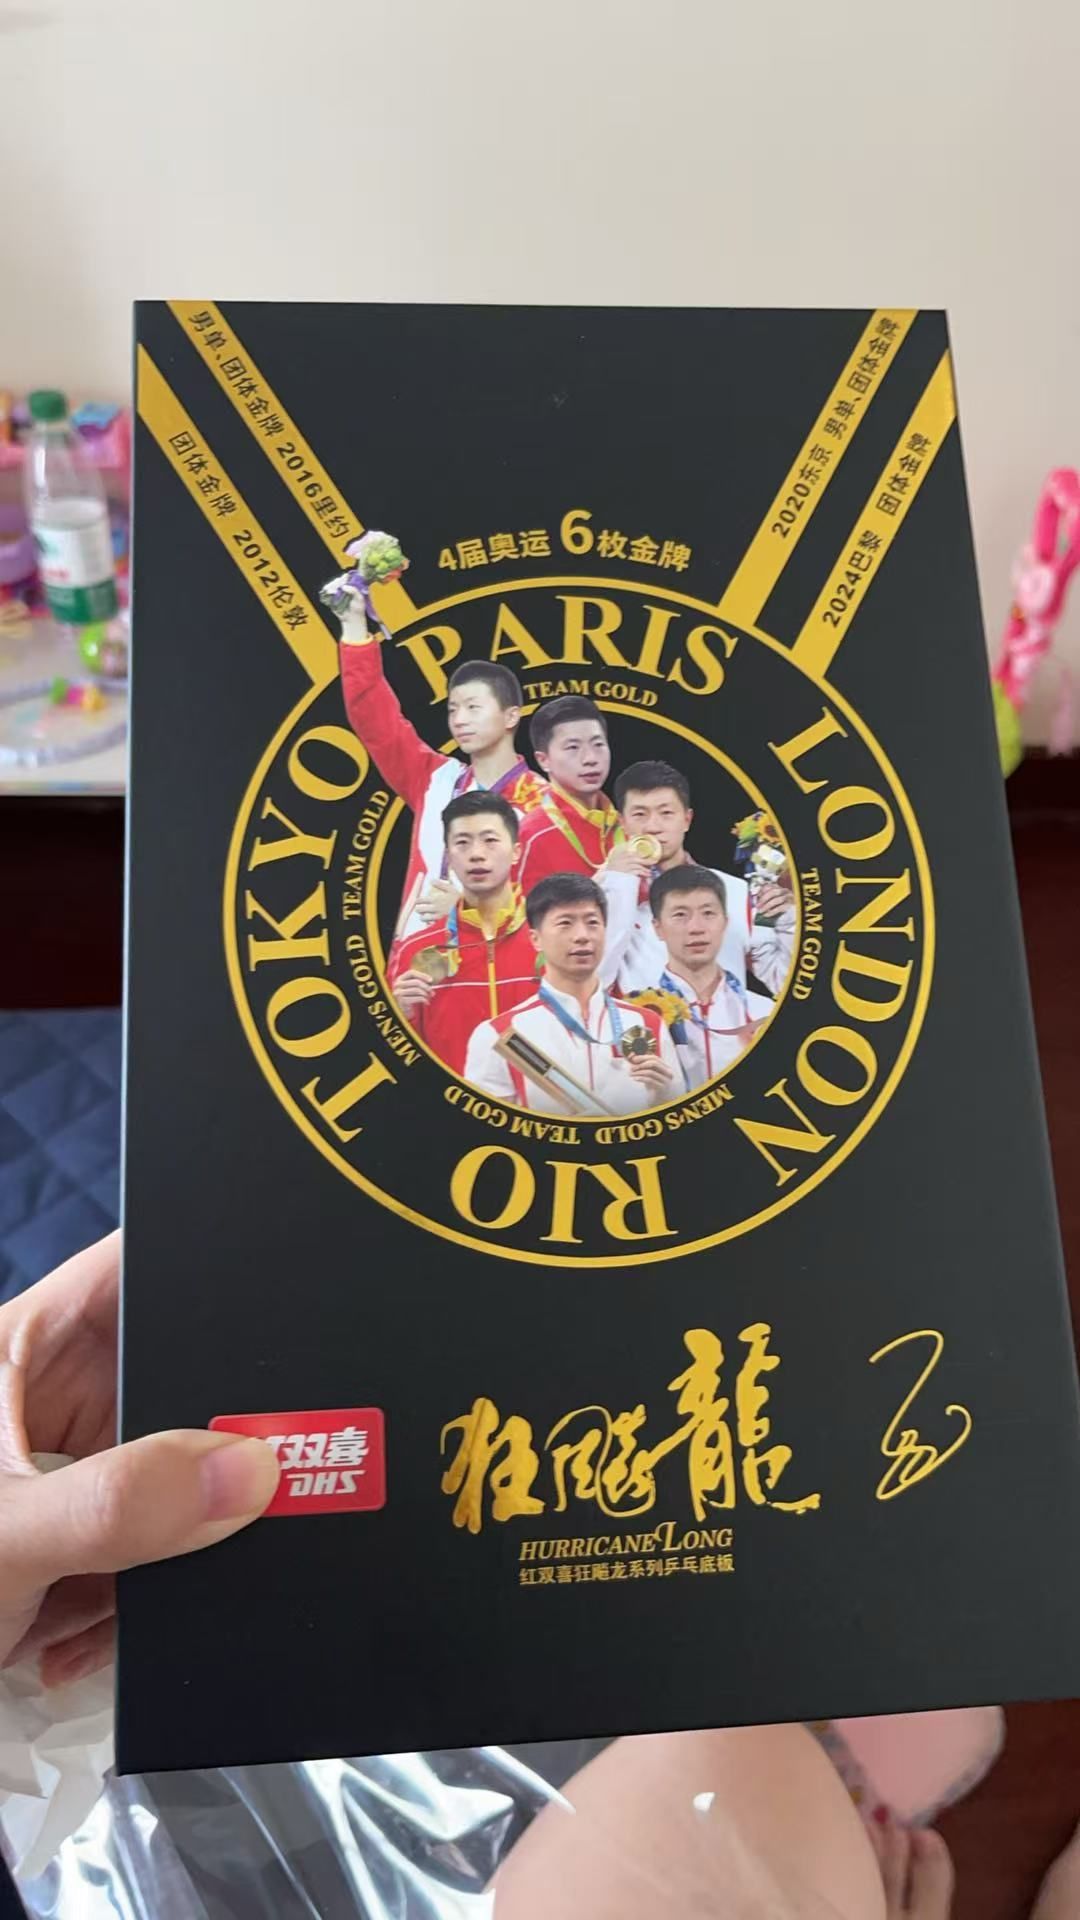 男单、团体金牌 2016里约
团体金牌 2012伦敦
2020东京 男单、团体金牌
2024巴黎 团体金牌
4届奥运 6枚金牌
PARIS
TEAM GOLD
LONDON
TEAM GOLD
RIO
MEN'S GOLD TEAM GOLD
TOKYO
MEN'S GOLD TEAM GOLD
双喜
DHS
狂飚龍
HURRICANE LONG
红双喜狂飚龙系列乒乓底板